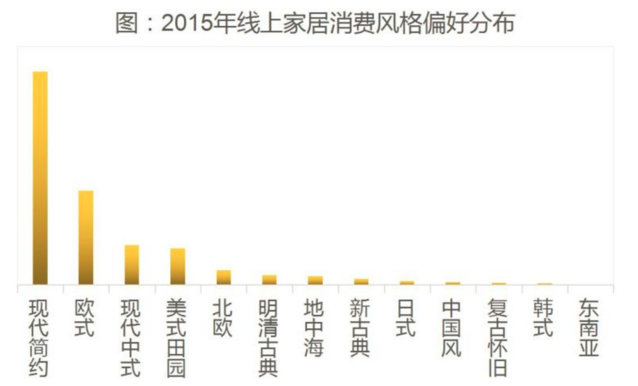 图：2015年线上家居消费风格偏好分布
现代简约
欧式
现代中式
美式田园
北欧
明清古典
地中海
新古典
日式
中国风
复古怀旧
韩式
东南亚